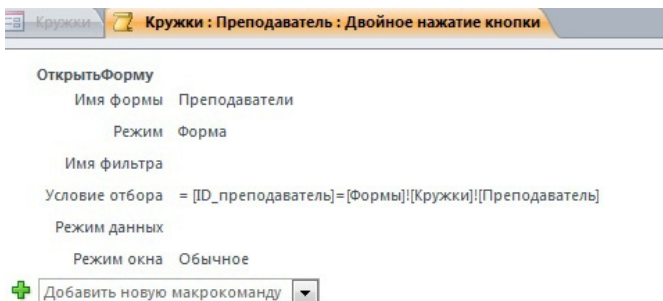 Кружки Кружки : Преподаватель : Двойное нажатие кнопки
ОткрытьФорму
Имя формы Преподаватели
Режим Форма
Имя фильтра
Условие отбора = [ID_преподаватель]=[Формы]![Кружки]![Преподаватель]
Режим данных
Режим окна Обычное
Добавить новую макрокоманду